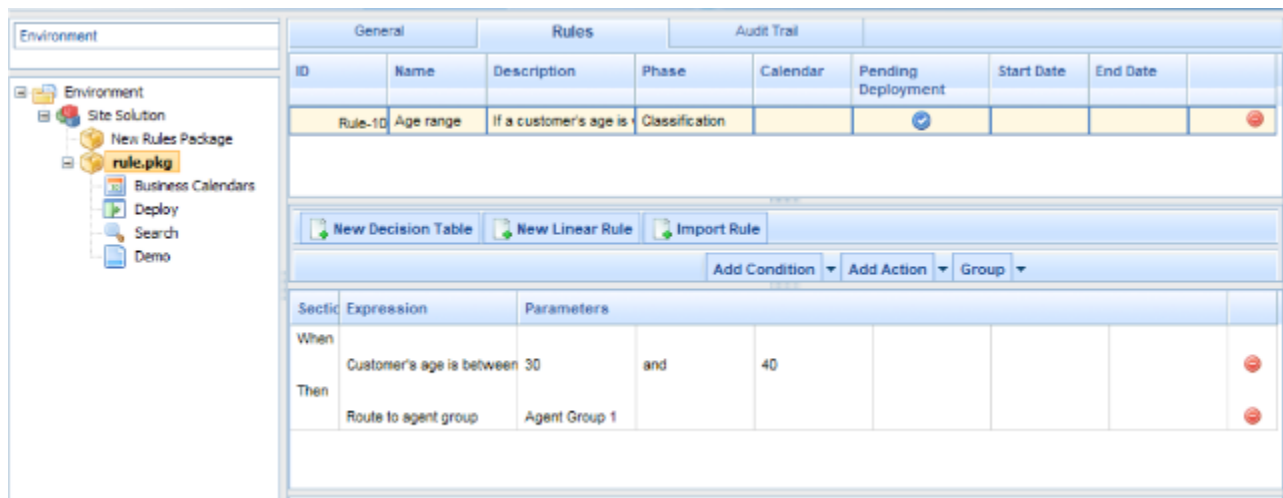 Environment
Environment
Site Solution
New Rules Package
rule.pkg
Business Calendars
Deploy
Search
Demo
General Rules Audit Trail
ID Name Description Phase Calendar Pending Deployment Start Date End Date
Rule-10 Age range If a customer's age is Classification
New Decision Table New Linear Rule Import Rule
Add Condition Add Action Group
Sectic Expression Parameters
When
Customer's age is between 30 and 40
Then
Route to agent group Agent Group 1